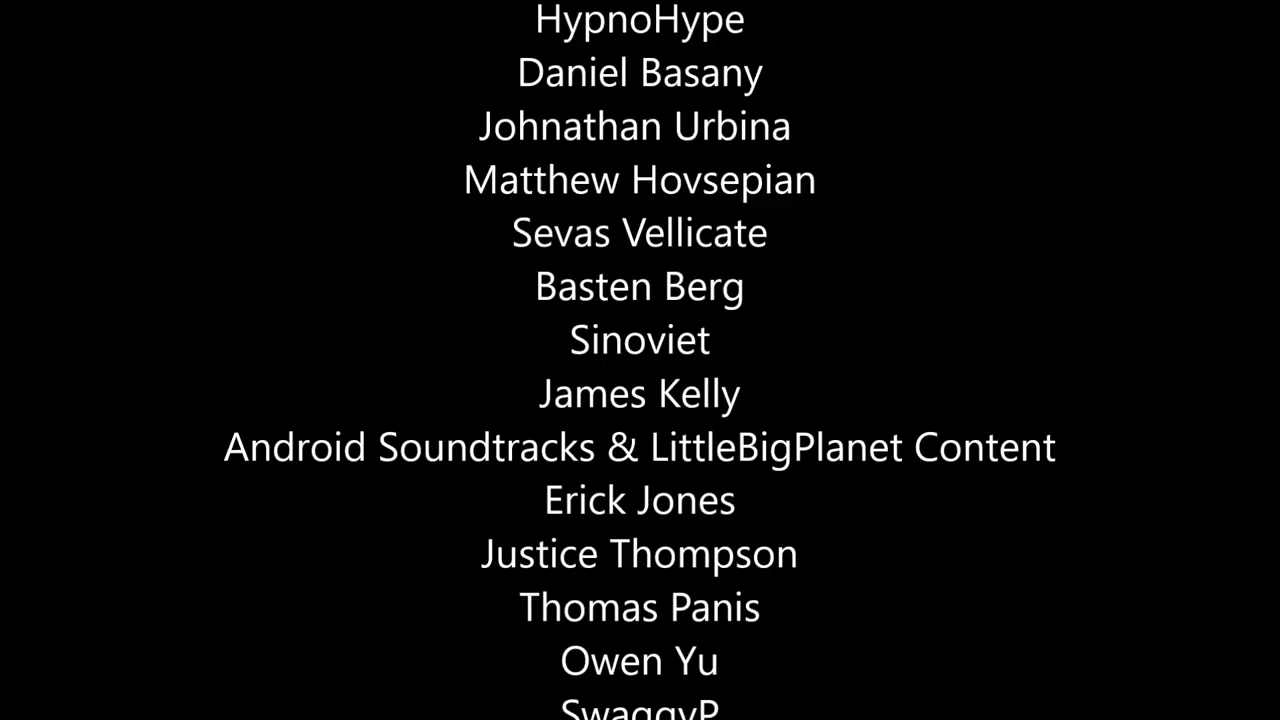 HypnoHype
Daniel Basany
Johnathan Urbina
Matthew Hovsepian
Sevas Vellicate
Basten Berg
Sinoviet
James Kelly
Android Soundtracks & LittleBigPlanet Content
Erick Jones
Justice Thompson
Thomas Panis
Owen Yu
SwaggyP